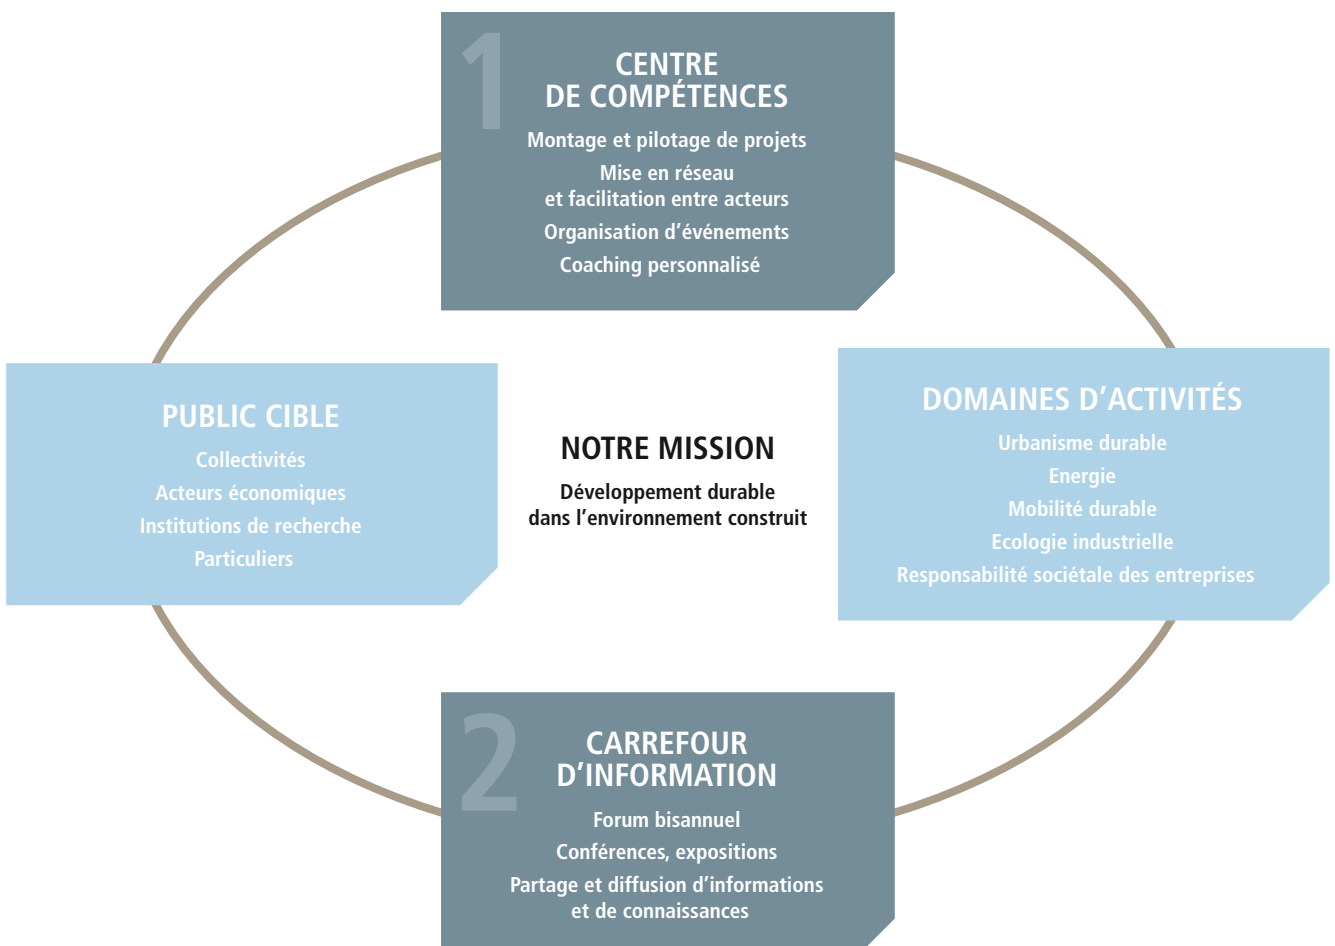 1
CENTRE
DE COMPÉTENCES
Montage et pilotage de projets
Mise en réseau
et facilitation entre acteurs
Organisation d’événements
Coaching personnalisé
PUBLIC CIBLE
Collectivités
Acteurs économiques
Institutions de recherche
Particuliers
NOTRE MISSION
Développement durable
dans l’environnement construit
DOMAINES D’ACTIVITÉS
Urbanisme durable
Energie
Mobilité durable
Ecologie industrielle
Responsabilité sociétale des entreprises
2
CARREFOUR
D’INFORMATION
Forum bisannuel
Conférences, expositions
Partage et diffusion d’informations
et de connaissances